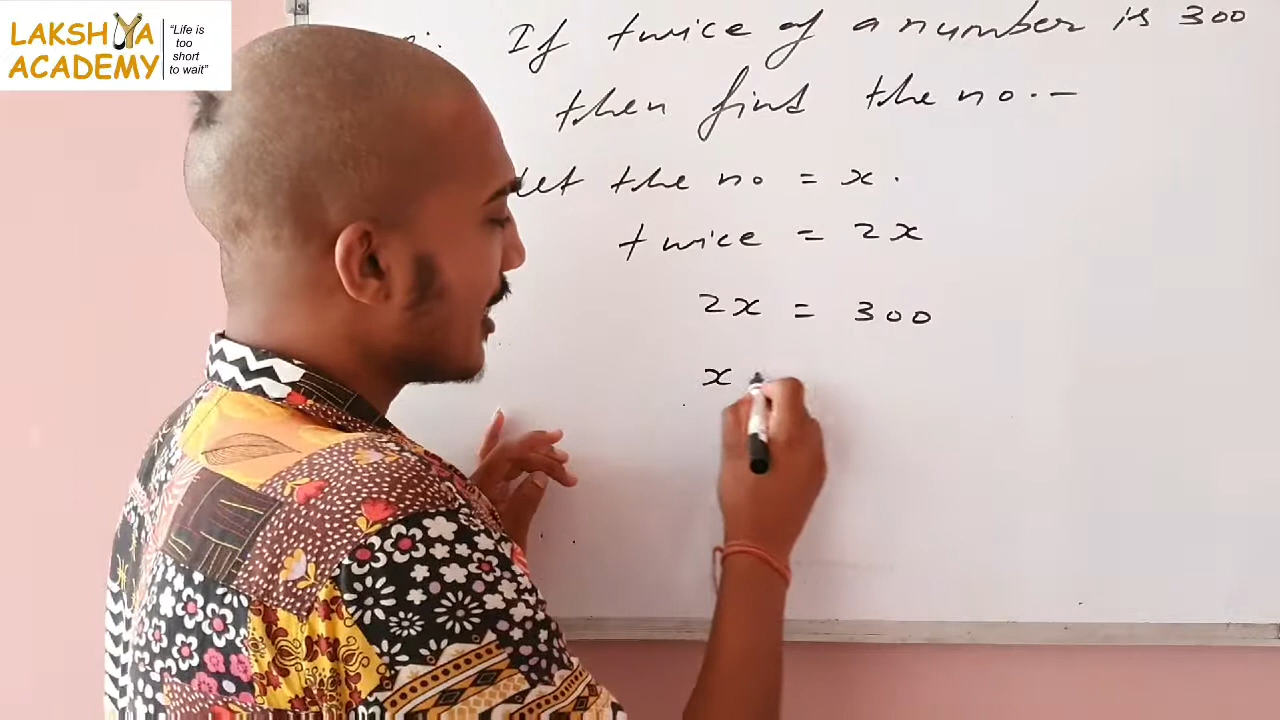 LAKSHYA
ACADEMY
"Life is
too
short
to wait"
If twice of a number is 300
then find the no.-
Let the no = x.
twice = 2x
2x = 300
x